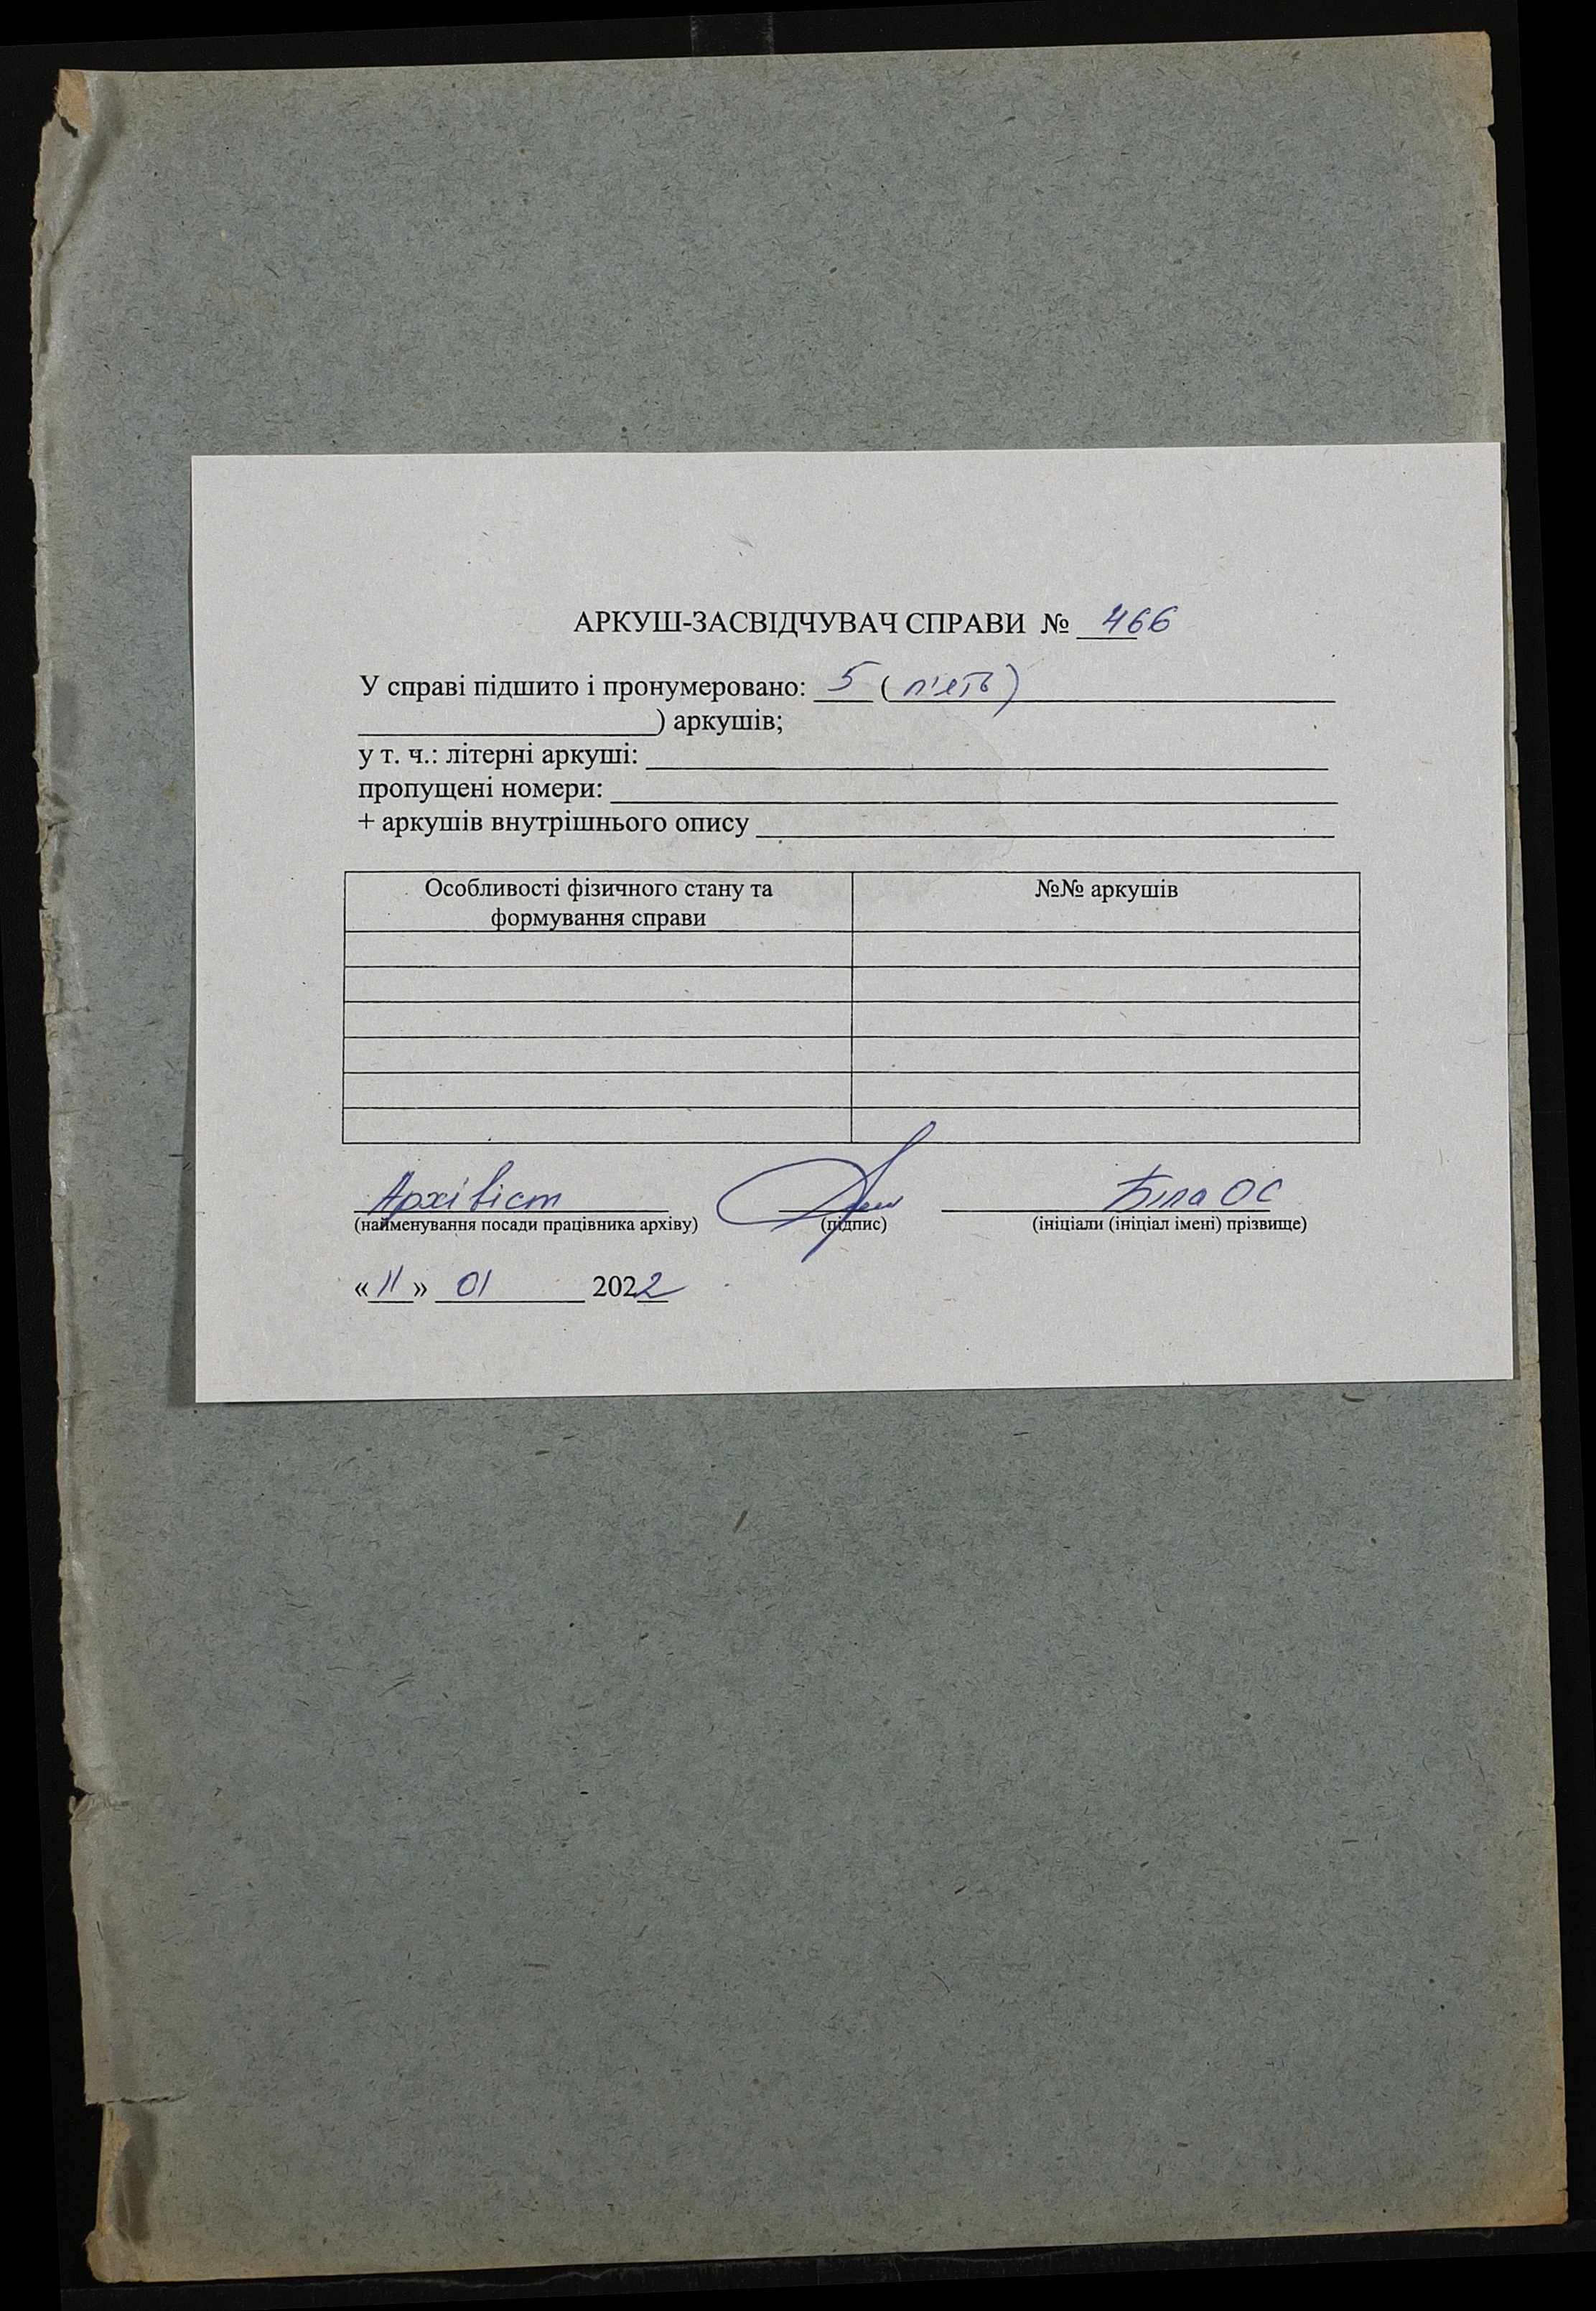 АРКУШ-ЗАСВІДЧУВАЧ СПРАВИ № 466
У справі підшито і пронумеровано: 5 ( п'ять )
) аркушів;
у т. ч.: літерні аркуші:
пропущені номери:
+ аркушів внутрішнього опису
Особливості фізичного стану та №№ аркушів
формування справи
Архівіст Біла ОС
(найменування посади працівника архіву) (підпис) (ініціали (ініціал імені) прізвище)
«11» 01 2022